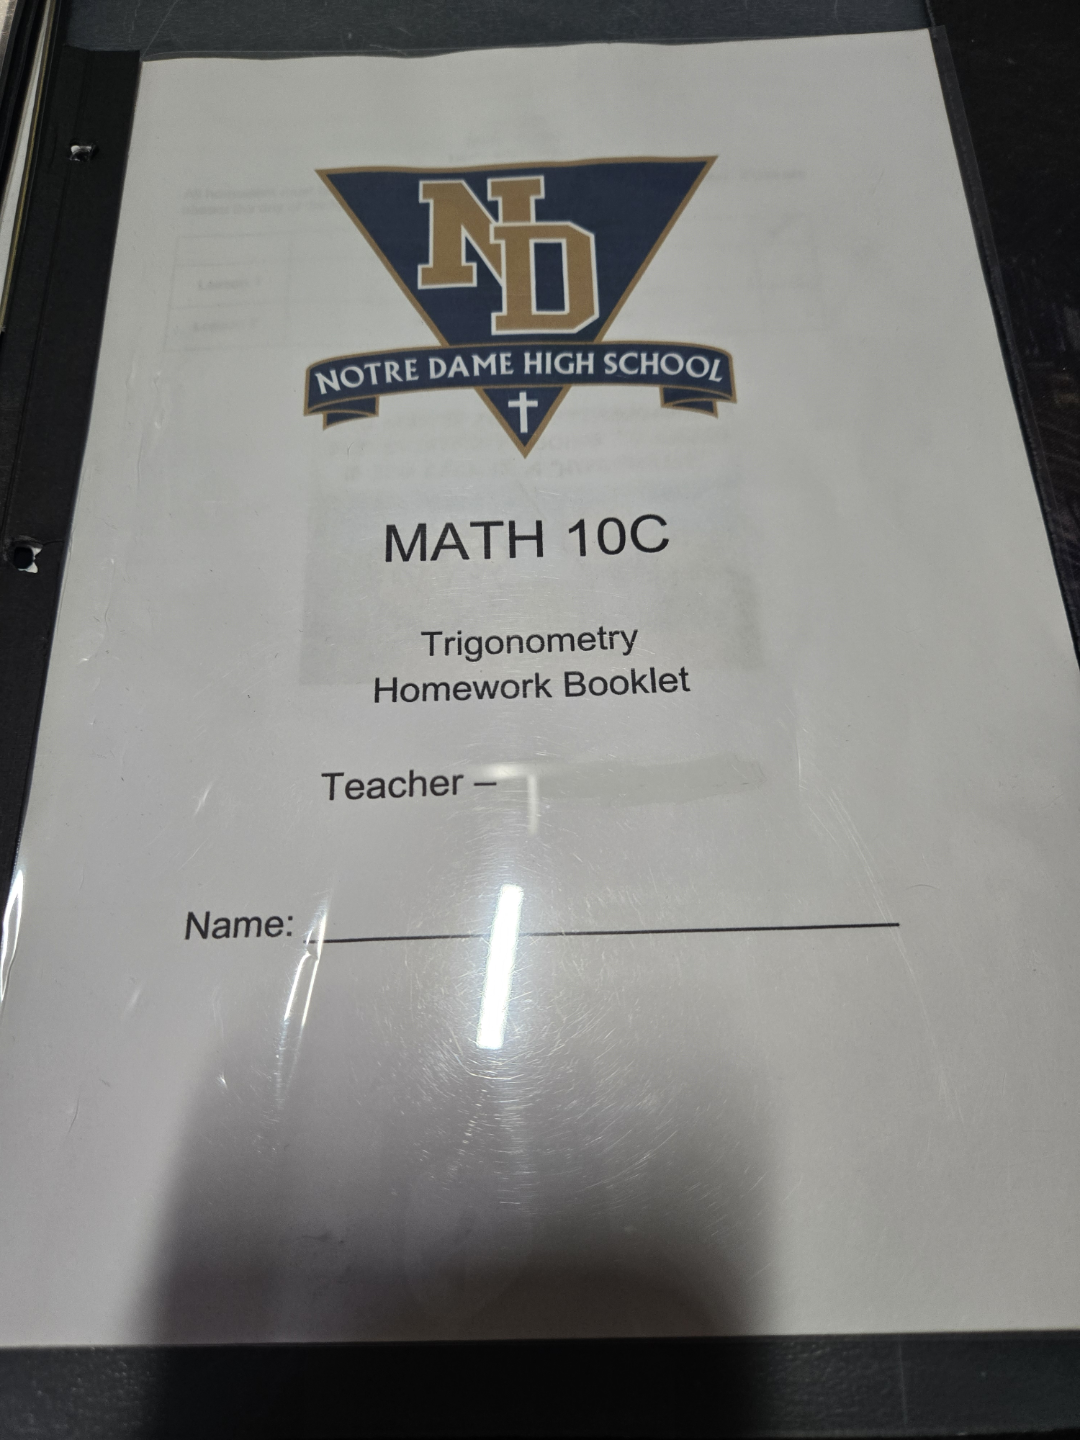 ND
NOTRE DAME HIGH SCHOOL
MATH 10C
Trigonometry
Homework Booklet
Teacher –
Name: